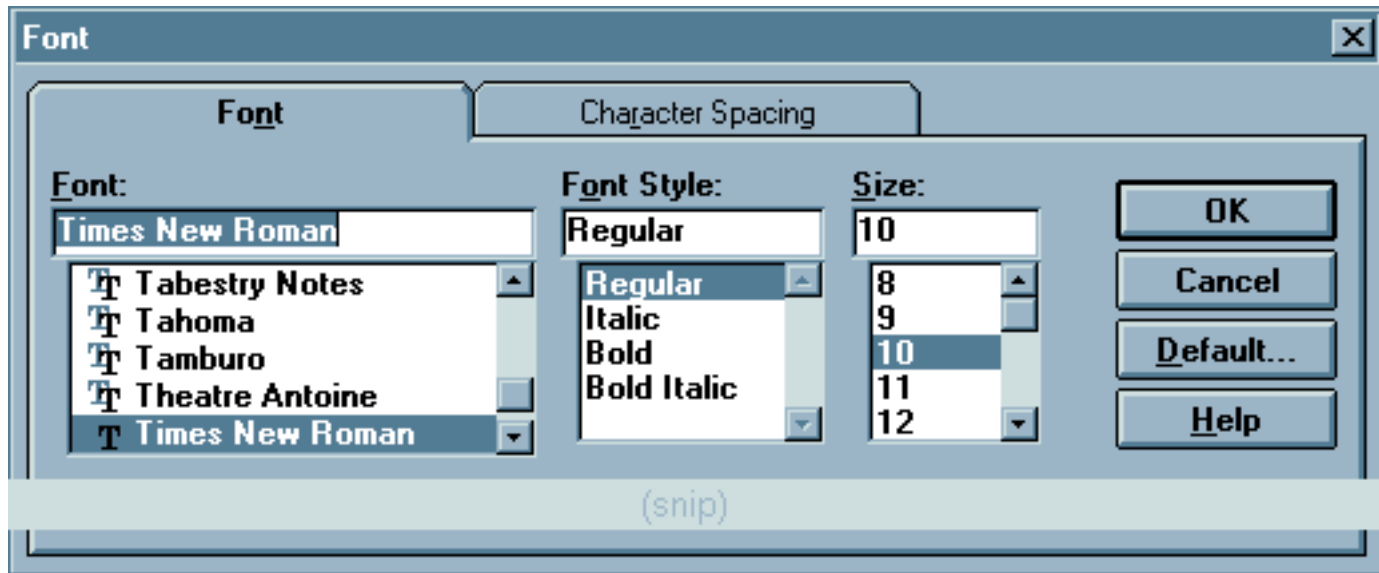 Font
Font
Character Spacing
Font:
Font Style:
Size:
Times New Roman
Regular
10
Tabestry Notes
Tahoma
Tamburo
Theatre Antoine
Times New Roman
Regular
Italic
Bold
Bold Italic
8
9
10
11
12
OK
Cancel
Default...
Help
(snip)